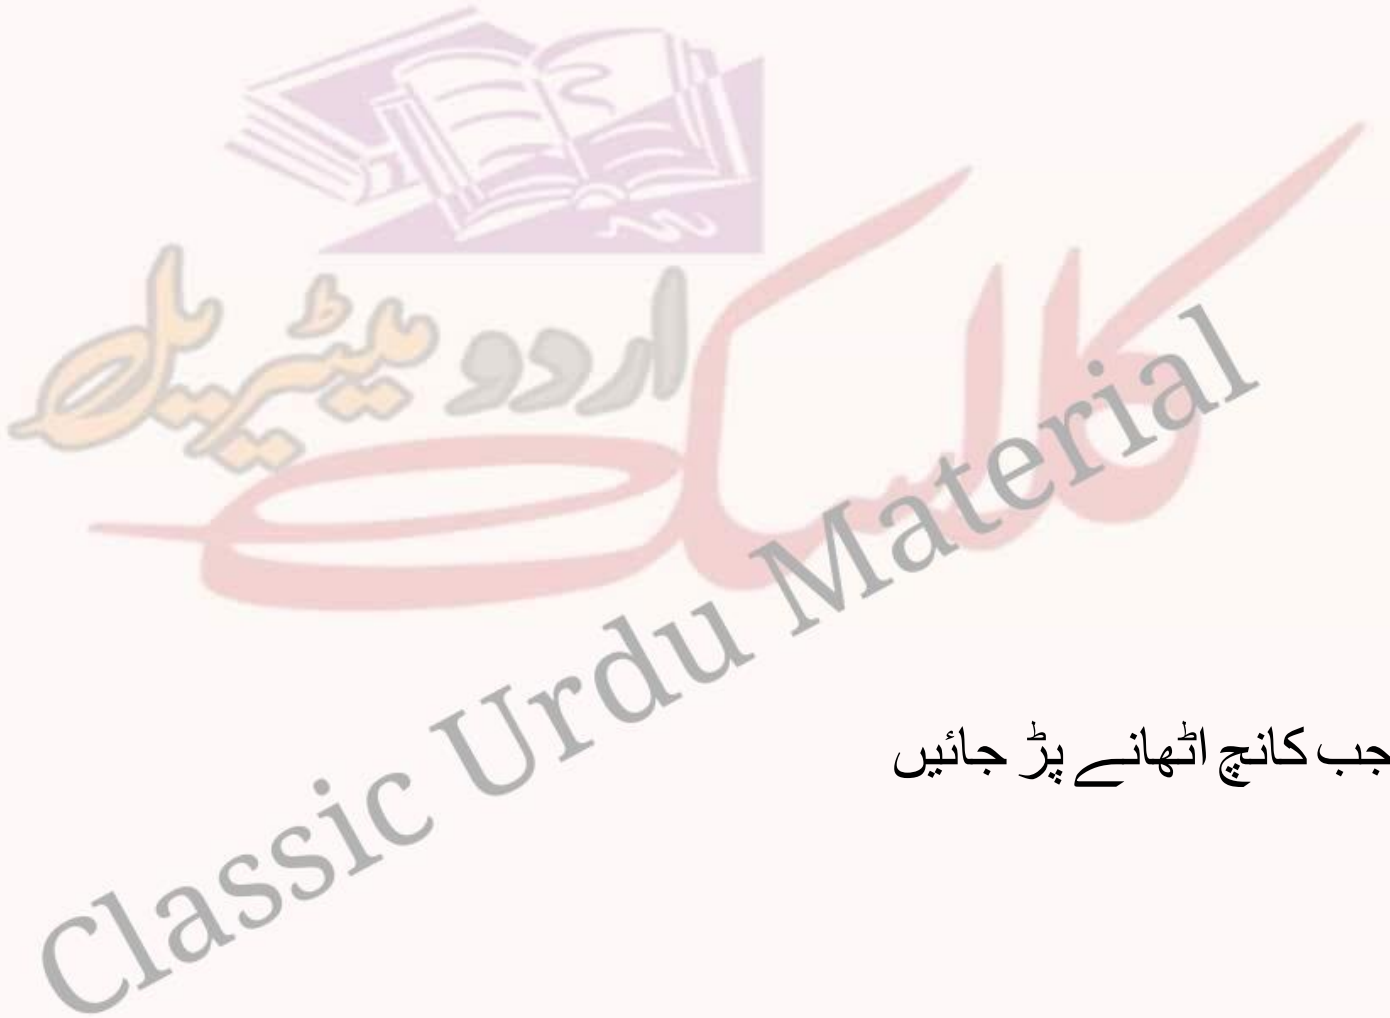 کلاسک
اردو میٹیریل
Classic Urdu Material
جب کانچ اٹھانے پڑ جائیں